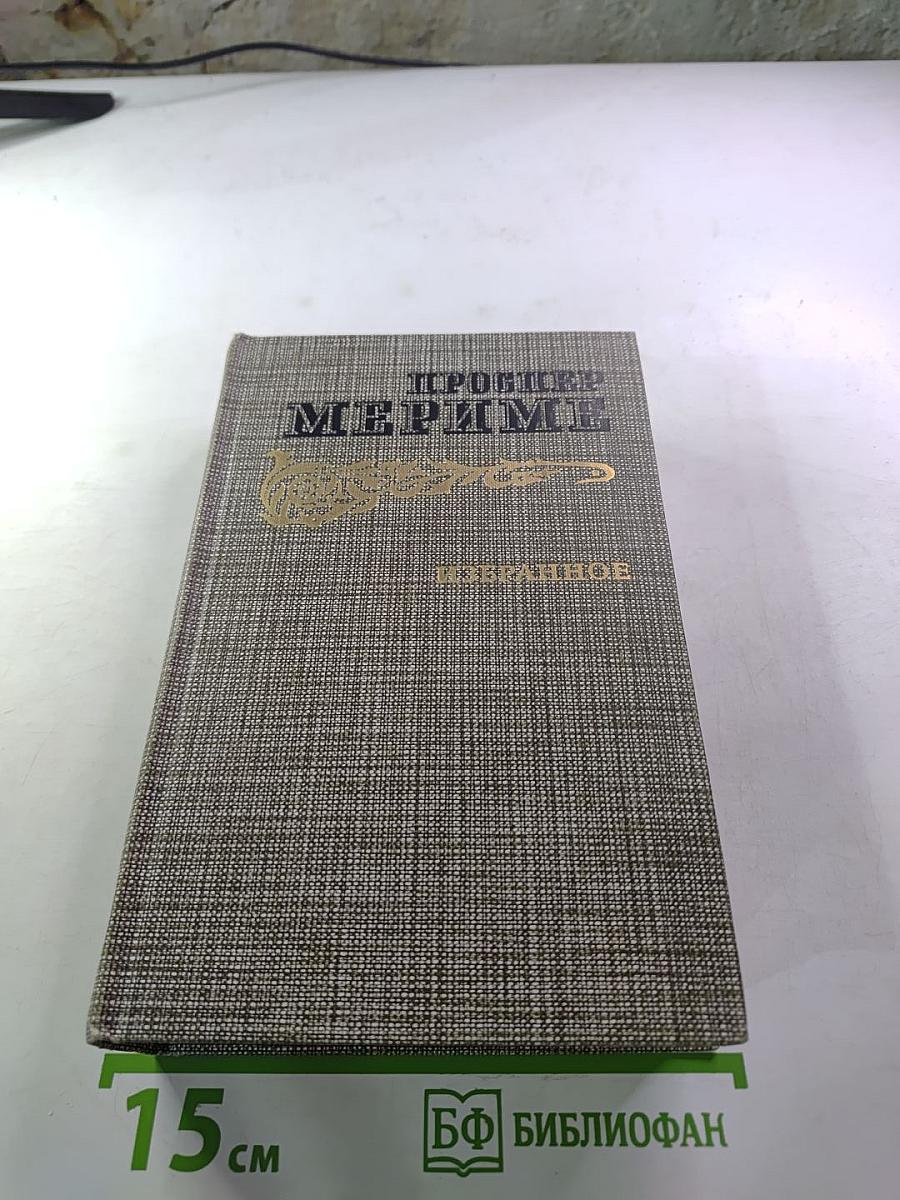 ПРОСПЕР
МЕРИМЕ
ИЗБРАННОЕ
15 см
БФ БИБЛИОФАН